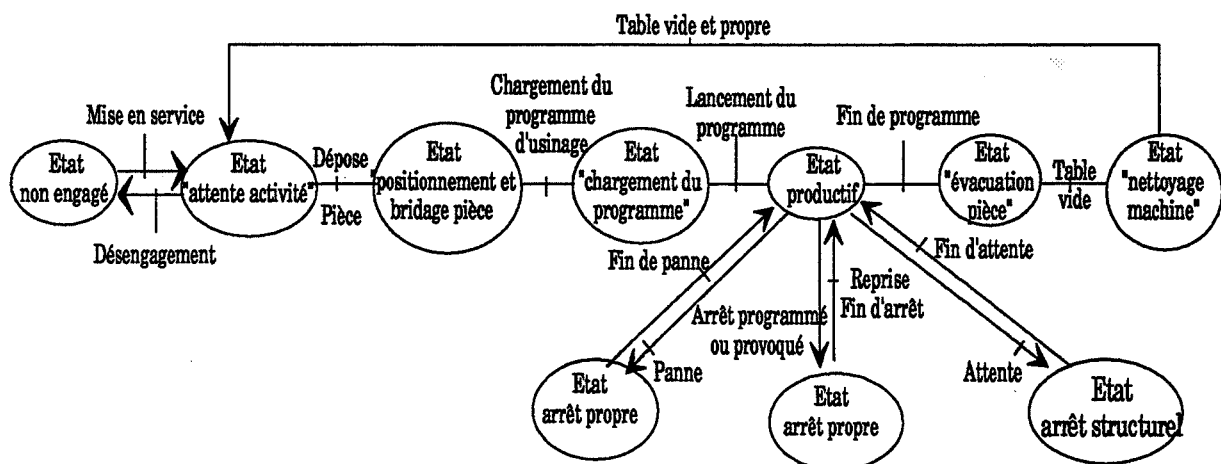 Table vide et propre
Chargement du
programme
d'usinage
Lancement du
programme
Fin de programme
Mise en service
Etat
non engagé
Etat
"attente activité"
Dépose
Pièce
Etat
"positionnement et
bridage pièce
Etat
"chargement du
programme"
Etat
productif
Etat
"évacuation
pièce"
Table
vide
Etat
"nettoyage
machine"
Désengagement
Fin de panne
Fin d'attente
Reprise
Fin d'arrêt
Arrêt programmé
ou provoqué
Panne
Attente
Etat
arrêt propre
Etat
arrêt propre
Etat
arrêt structurel